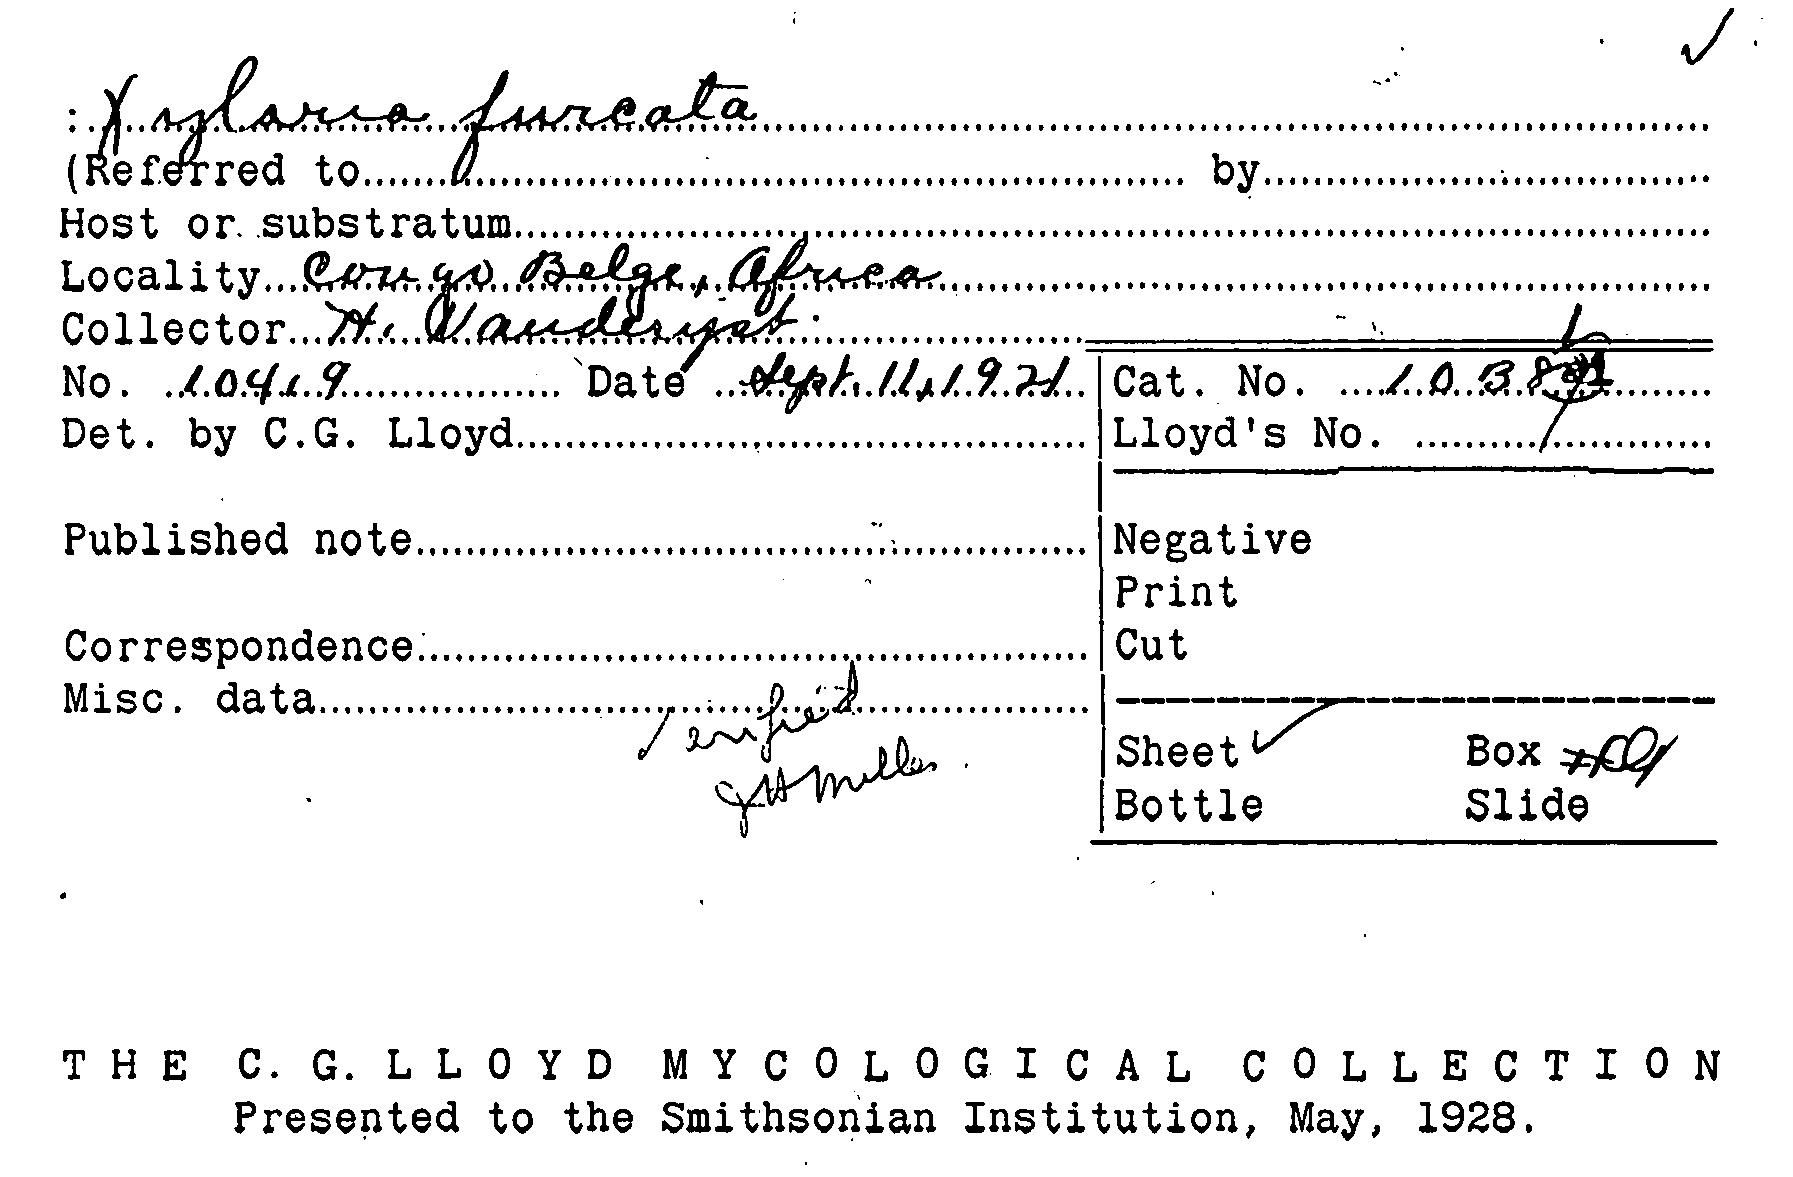 Xylaria furcata
(Referred to by
Host or substratum
Locality Congo Belge, Africa
Collector H. Vanderyst
No. 10419 Date Sept. 11, 1921
Cat. No.
Det. by C.G. Lloyd
Lloyd's No.
Published note
Negative
Print
Correspondence
Cut
Misc. data
Verified
JH Miller
Sheet ✓ Box
Bottle Slide
THE C. G. LLOYD MYCOLOGICAL COLLECTION
Presented to the Smithsonian Institution, May, 1928.